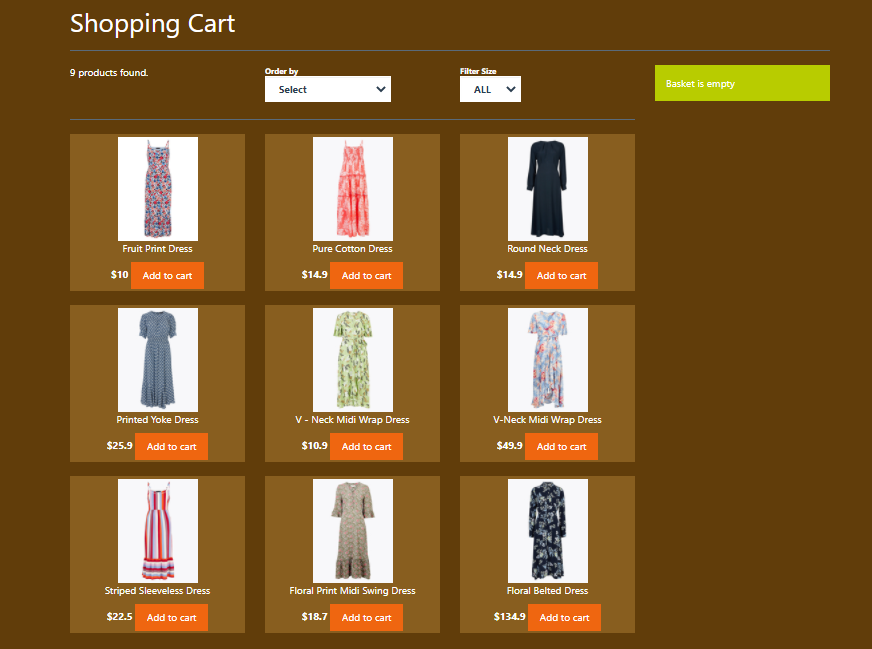 Shopping Cart
9 products found.
Order by
Select
Filter Size
ALL
Basket is empty
Fruit Print Dress
$10 Add to cart
Pure Cotton Dress
$14.9 Add to cart
Round Neck Dress
$14.9 Add to cart
Printed Yoke Dress
$25.9 Add to cart
V - Neck Midi Wrap Dress
$10.9 Add to cart
V-Neck Midi Wrap Dress
$49.9 Add to cart
Striped Sleeveless Dress
$22.5 Add to cart
Floral Print Midi Swing Dress
$18.7 Add to cart
Floral Belted Dress
$134.9 Add to cart